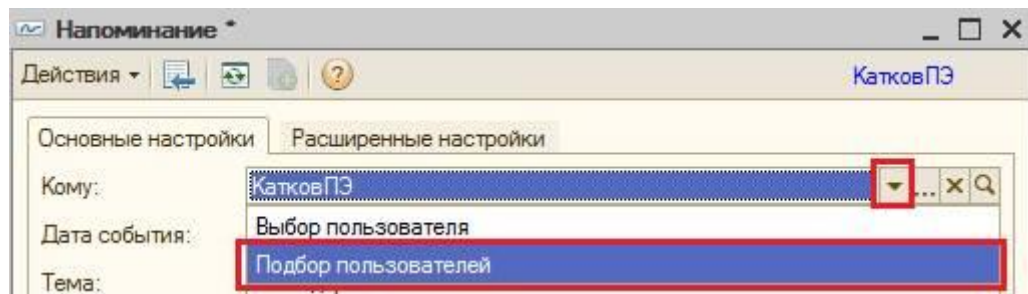 Напоминание *
Действия
КатковПЭ
Основные настройки Расширенные настройки
Кому: КатковПЭ ...
Выбор пользователя
Дата события:
Подбор пользователей
Тема: